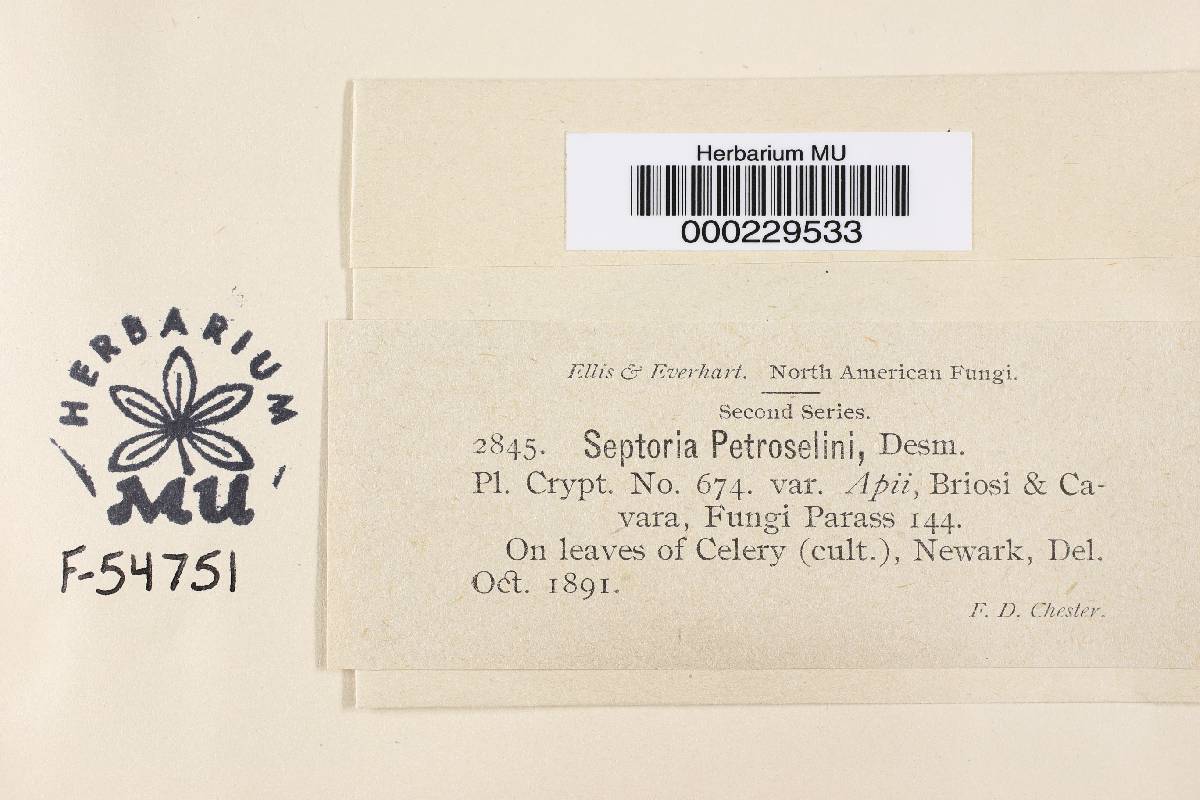 Herbarium MU
000229533
HERBARIUM
MU
F-54751
Ellis & Everhart. North American Fungi.
Second Series.
2845. Septoria Petroselini, Desm.
Pl. Crypt. No. 674. var. Apii, Briosi & Ca-
vara, Fungi Parass 144.
On leaves of Celery (cult.), Newark, Del.
Oct. 1891.
F. D. Chester.